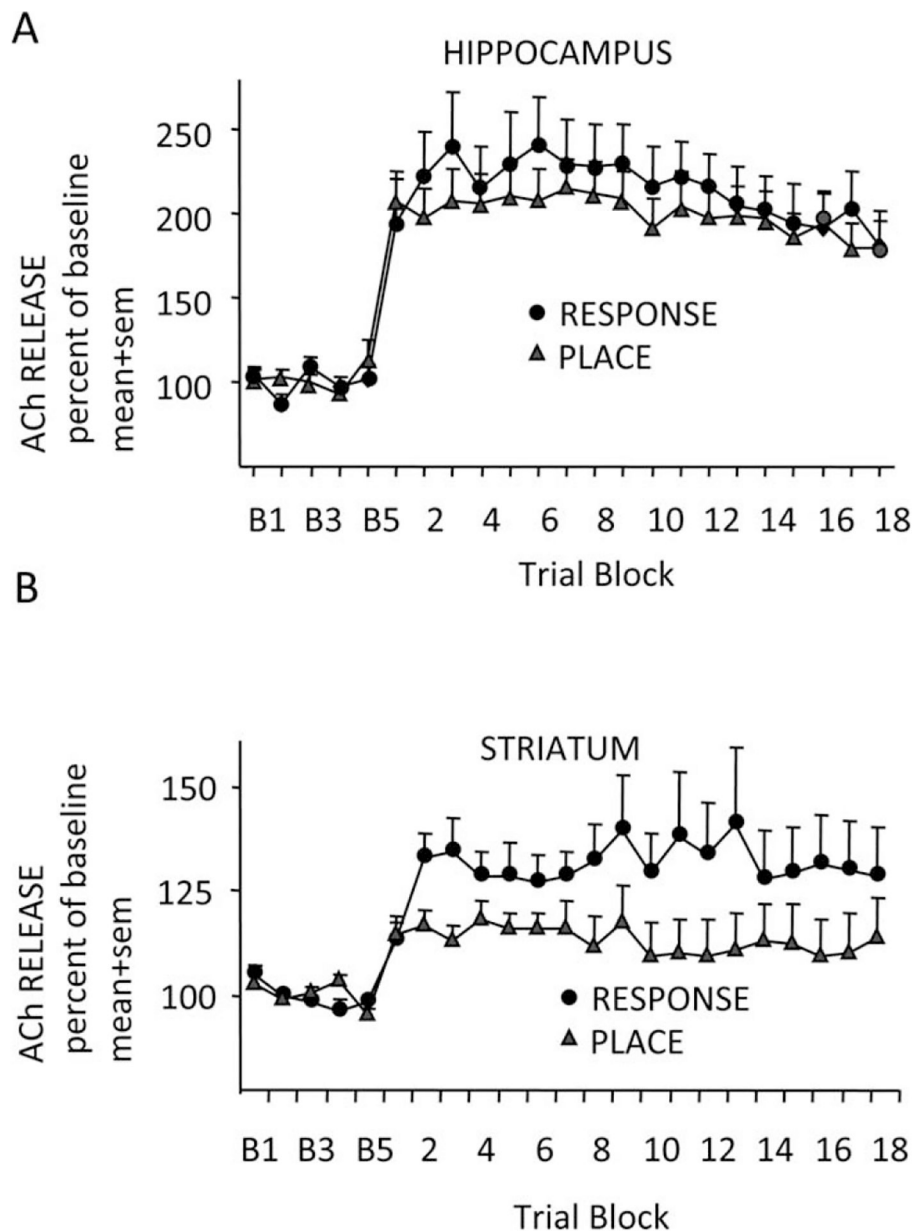 A
HIPPOCAMPUS
ACh RELEASE
percent of baseline
mean+sem
250
200
150
100
RESPONSE
PLACE
B1 B3 B5 2 4 6 8 10 12 14 16 18
Trial Block
B
STRIATUM
ACh RELEASE
percent of baseline
mean+sem
150
125
100
RESPONSE
PLACE
B1 B3 B5 2 4 6 8 10 12 14 16 18
Trial Block